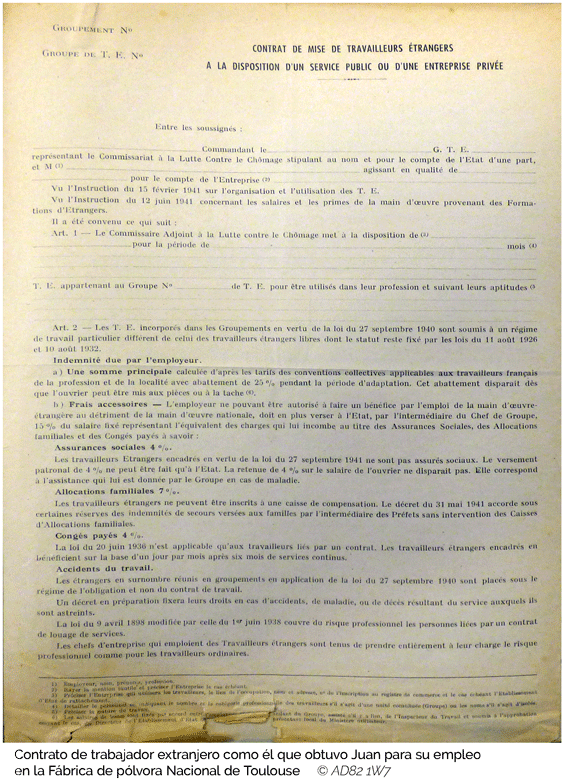 GROUPEMENT No
GROUPE DE T. E. No
CONTRAT DE MISE DE TRAVAILLEURS ÉTRANGERS
A LA DISPOSITION D'UN SERVICE PUBLIC OU D'UNE ENTREPRISE PRIVÉE
Entre les soussignés :
Commandant le G. T. E.
représentant le Commissariat à la Lutte Contre le Chômage stipulant au nom et pour le compte de l'Etat d'une part,
et M (1) agissant en qualité de
pour le compte de l'Entreprise (2)
Vu l'Instruction du 15 février 1941 sur l'organisation et l'utilisation des T. E.
Vu l'Instruction du 12 juin 1941 concernant les salaires et les primes de la main d'œuvre provenant des Forma-
tions d'Etrangers.
Il a été convenu ce qui suit :
Art. 1 — Le Commissaire Adjoint à la Lutte contre le Chômage met à la disposition de (3)
pour la période de mois (4)
T. E. appartenant au Groupe No de T. E. pour être utilisés dans leur profession et suivant leurs aptitudes
Art. 2 — Les T. E. incorporés dans les Groupements en vertu de la loi du 27 septembre 1940 sont soumis à un régime
de travail particulier différent de celui des travailleurs étrangers libres dont le statut reste fixé par les lois du 11 août 1926
et 10 août 1932.
Indemnité due par l'employeur.
a) Une somme principale calculée d'après les tarifs des conventions collectives applicables aux travailleurs français
de la profession et de la localité avec abattement de 25 % pendant la période d'adaptation. Cet abattement disparait dès
que l'ouvrier peut être mis aux pièces ou à la tache
b) Frais accessoires — L'employeur ne pouvant être autorisé à faire un bénéfice par l'emploi de la main d'œuvre
étrangère au détriment de la main d'œuvre nationale, doit en plus verser à l'Etat, par l'intermédiaire du Chef de Groupe,
15 % du salaire fixé représentant l'équivalent des charges qui lui incombe au titre des Assurances Sociales, des Allocations
familiales et des Congés payés à savoir :
Assurances sociales 4 %.
Les travailleurs Etrangers encadrés en vertu de la loi du 27 septembre 1941 ne sont pas assurés sociaux. Le versement
patronal de 4 % ne peut être fait qu'à l'Etat. La retenue de 4 % sur le salaire de l'ouvrier ne disparait pas. Elle correspond
à l'assistance qui lui est donnée par le Groupe en cas de maladie.
Allocations familiales 7 %.
Les travailleurs étrangers ne peuvent être inscrits à une caisse de compensation. Le décret du 31 mai 1941 accorde sous
certaines réserves des indemnités de secours versées aux familles par l'intermédiaire des Préfets sans intervention des Caisses
d'Allocations familiales.
Congés payés 4 %.
La loi du 20 juin 1936 n'est applicable qu'aux travailleurs liés par un contrat. Les travailleurs étrangers encadrés en
bénéficient sur la base d'un jour par mois après six mois de services continus.
Accidents du travail.
Les étrangers en surnombre réunis en groupements en application de la loi du 27 septembre 1940 sont placés sous le
régime de l'obligation et non du contrat de travail.
Un décret en préparation fixera leurs droits en cas d'accidents, de maladie, ou de décès résultant du service auxquels ils
sont astreints.
La loi du 9 avril 1898 modifiée par celle du 1er juin 1938 couvre du risque professionnel les personnes liées par un contrat
de louage de services.
Les chefs d'entreprise qui emploient des Travailleurs étrangers sont tenus de prendre entièrement à leur charge le risque
professionnel comme pour les travailleurs ordinaires.
1) Employeur, nom, prénoms, profession.
2) Rayer la mention inutile et préciser l'Entreprise le cas échéant.
Contrato de trabajador extranjero como él que obtuvo Juan para su empleo
en la Fábrica de pólvora Nacional de Toulouse © AD82 1W7